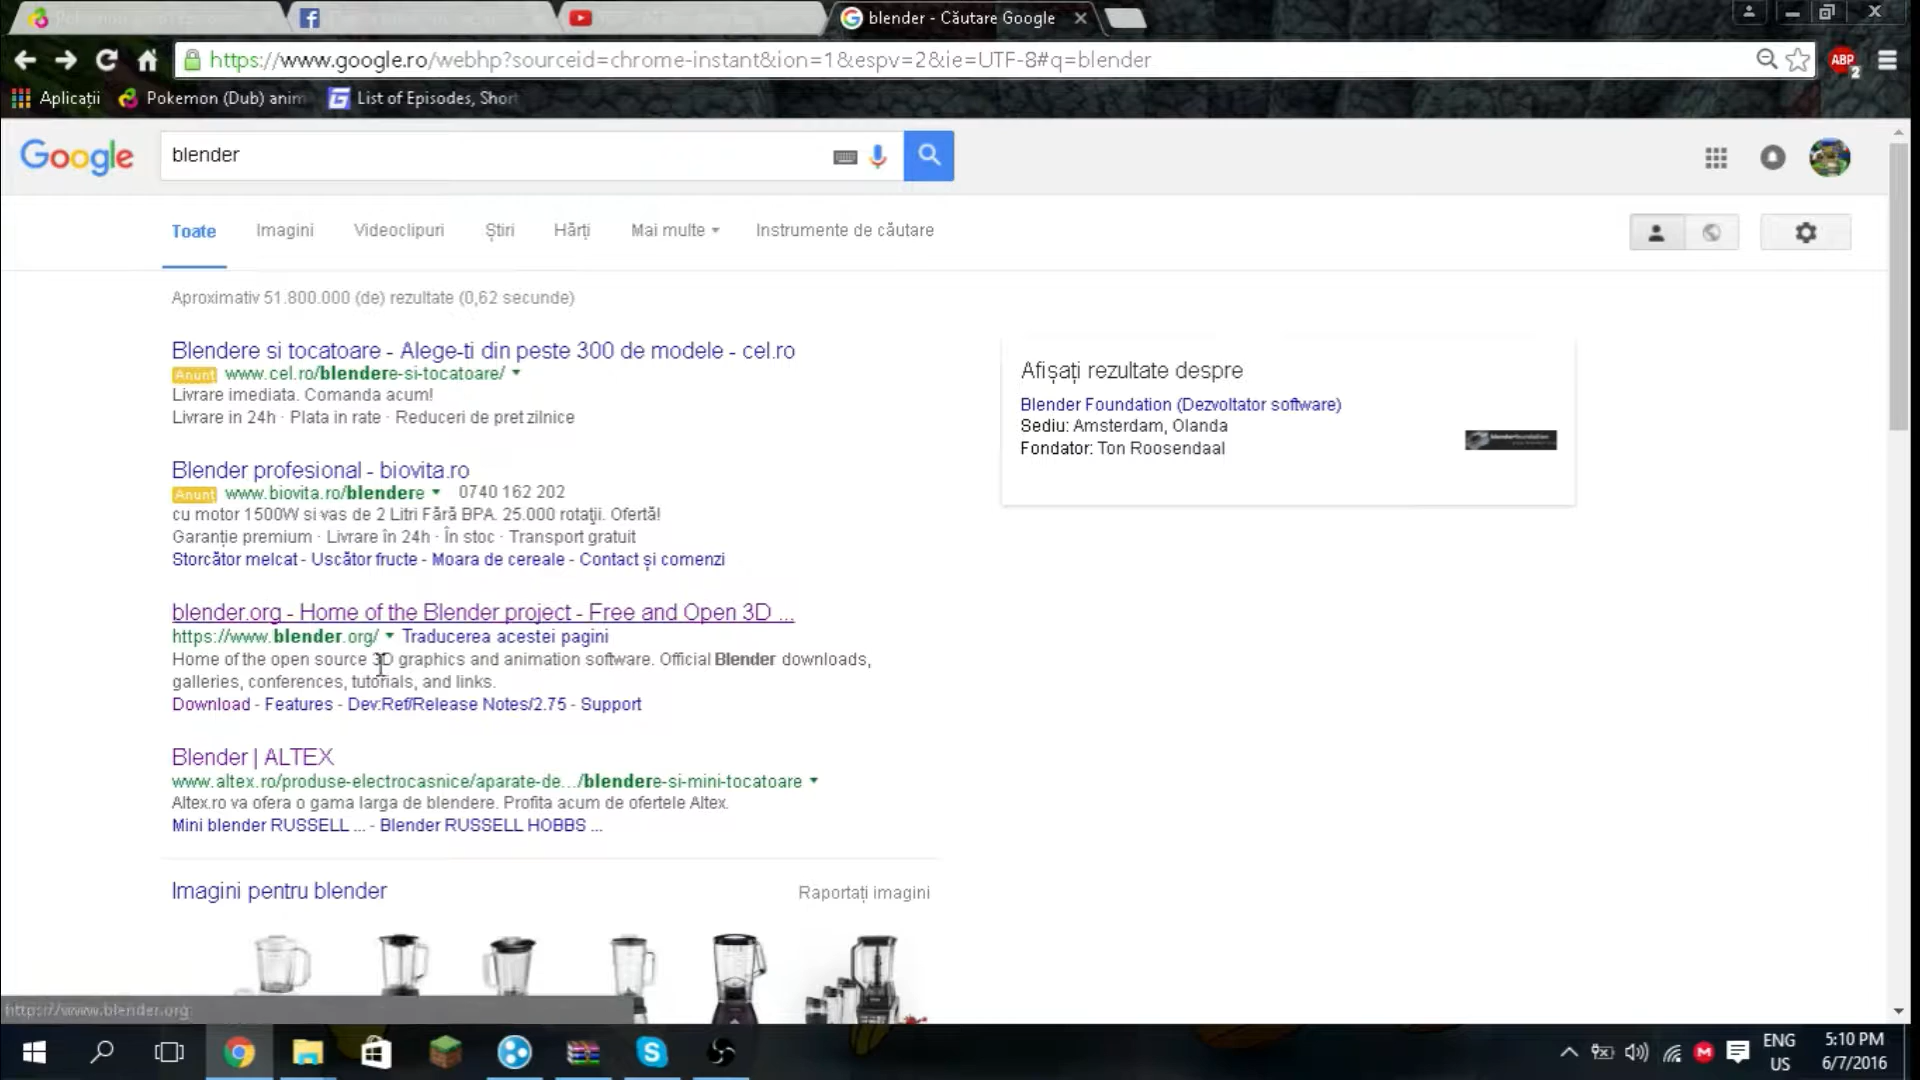 blender - Căutare Google
https://www.google.ro/webhp?sourceid=chrome-instant&ion=1&espv=2&ie=UTF-8#q=blender
ABP
2
Aplicații
Pokemon (Dub) anim
List of Episodes, Short
Google
blender
Toate
Imagini
Videoclipuri
Știri
Hărți
Mai multe
Instrumente de căutare
Aproximativ 51.800.000 (de) rezultate (0,62 secunde)
Blendere si tocatoare - Alege-ti din peste 300 de modele - cel.ro
Anunț www.cel.ro/blendere-si-tocatoare/
Livrare imediata. Comanda acum!
Livrare in 24h · Plata in rate · Reduceri de pret zilnice
Blender profesional - biovita.ro
Anunț www.biovita.ro/blendere 0740 162 202
cu motor 1500W si vas de 2 Litri Fără BPA. 25.000 rotaţii. Ofertă!
Garanție premium · Livrare în 24h · În stoc · Transport gratuit
Storcător melcat - Uscător fructe - Moara de cereale - Contact și comenzi
blender.org - Home of the Blender project - Free and Open 3D ...
https://www.blender.org/ Traducerea acestei pagini
Home of the open source 3D graphics and animation software. Official Blender downloads,
galleries, conferences, tutorials, and links.
Download - Features - Dev:Ref/Release Notes/2.75 - Support
Blender | ALTEX
www.altex.ro/produse-electrocasnice/aparate-de.../blendere-si-mini-tocatoare
Altex.ro va ofera o gama larga de blendere. Profita acum de ofertele Altex.
Mini blender RUSSELL ... - Blender RUSSELL HOBBS ...
Imagini pentru blender
Raportați imagini
Afișați rezultate despre
Blender Foundation (Dezvoltator software)
Sediu: Amsterdam, Olanda
Fondator: Ton Roosendaal
https://www.blender.org
ENG
US
5:10 PM
6/7/2016